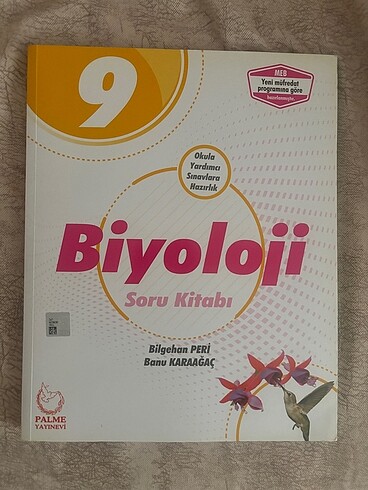 9
MEB
Yeni müfredat
programına göre
hazırlanmıştır.
Okula
Yardımcı
Sınavlara
Hazırlık
Biyoloji
Soru Kitabı
Bilgehan PERİ
Banu KARAAĞAÇ
PALME
YAYINEVİ